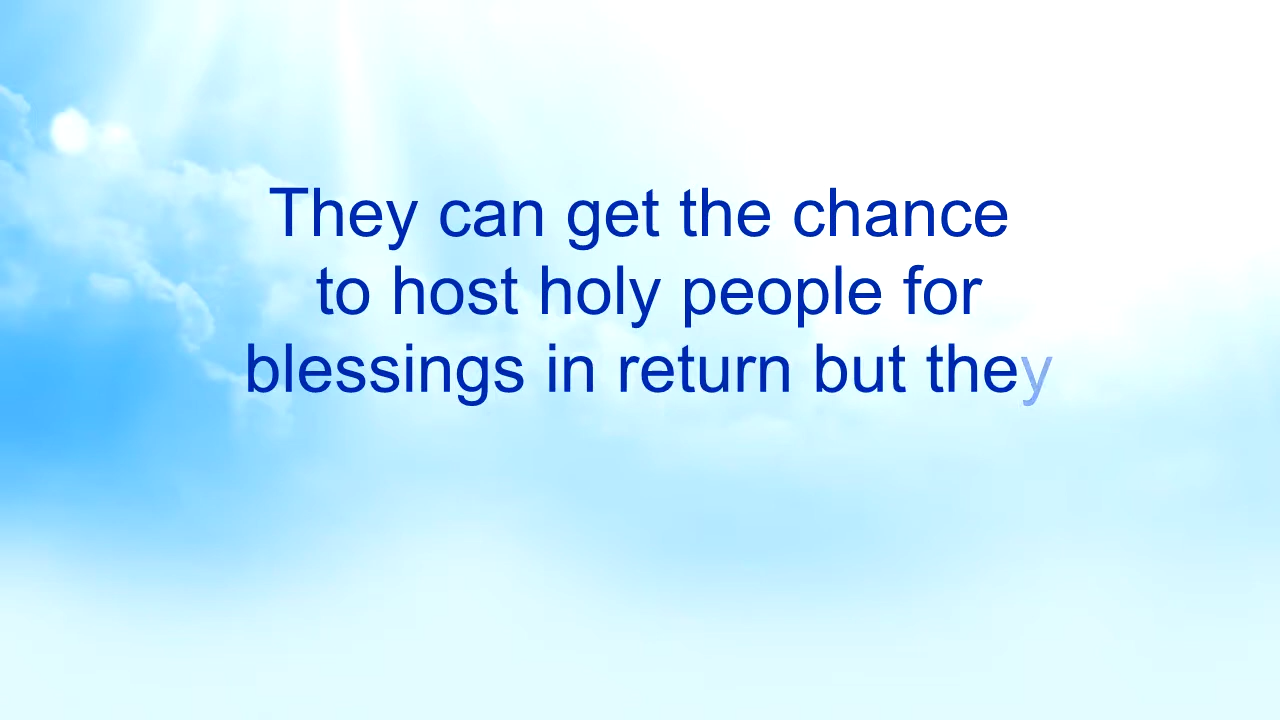 They can get the chance
to host holy people for
blessings in return but they